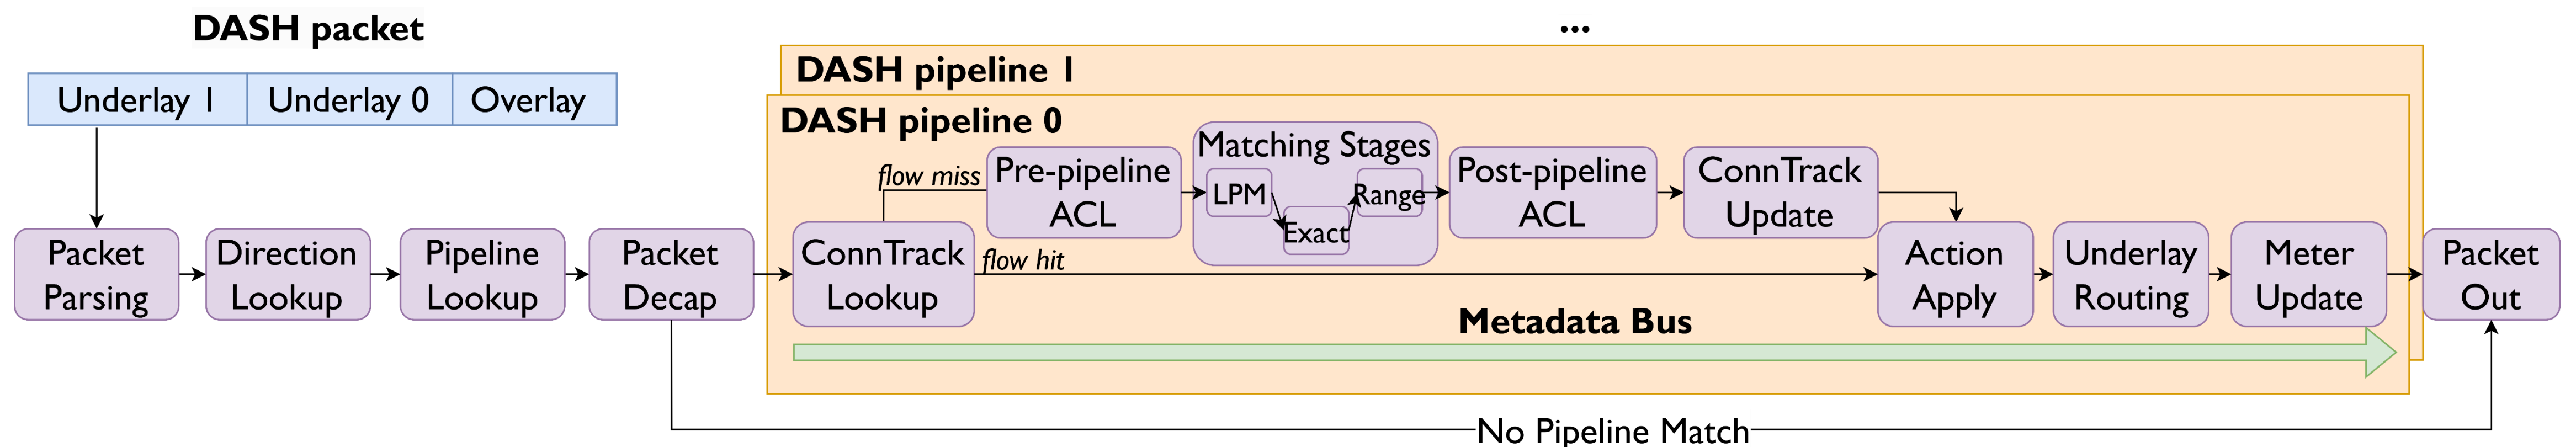 DASH packet
Underlay 1
Underlay 0
Overlay
...
DASH pipeline 1
DASH pipeline 0
Packet
Parsing
Direction
Lookup
Pipeline
Lookup
Packet
Decap
ConnTrack
Lookup
flow miss
flow hit
Pre-pipeline
ACL
Matching Stages
LPM
Exact
Range
Post-pipeline
ACL
ConnTrack
Update
Action
Apply
Underlay
Routing
Meter
Update
Packet
Out
Metadata Bus
No Pipeline Match